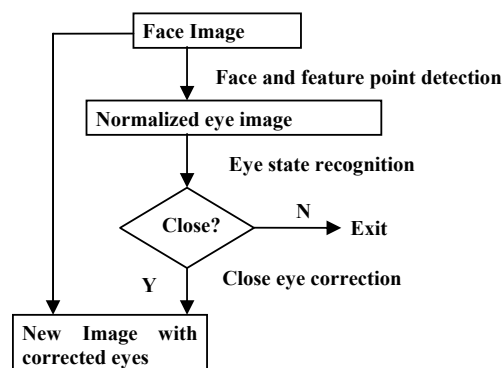 Face Image
Face and feature point detection
Normalized eye image
Eye state recognition
Close?
N
Exit
Y
Close eye correction
New Image with
corrected eyes